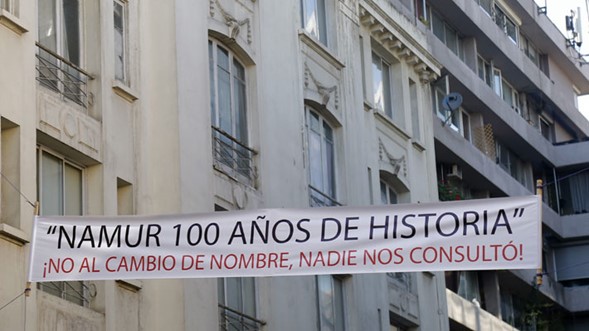 "NAMUR 100 AÑOS DE HISTORIA"
¡NO AL CAMBIO DE NOMBRE, NADIE NOS CONSULTÓ!